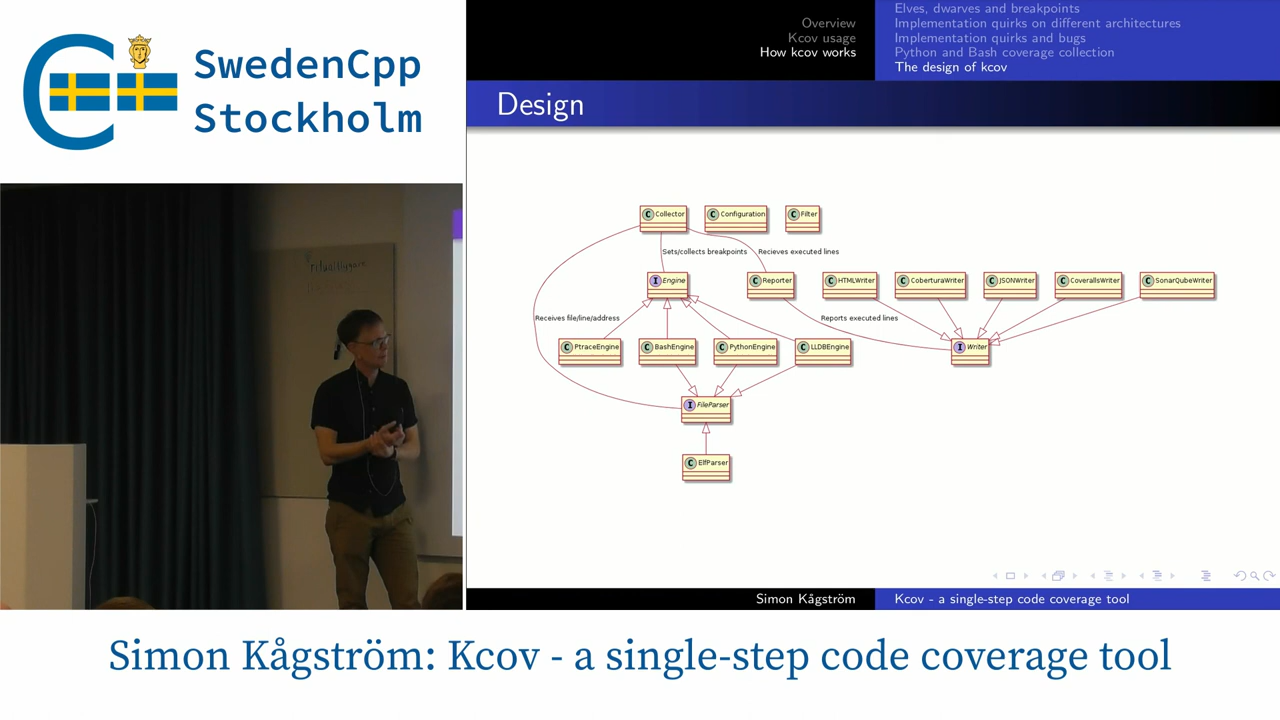 SwedenCpp
Stockholm
Overview
Kcov usage
How kcov works
Elves, dwarves and breakpoints
Implementation quirks on different architectures
Implementation quirks and bugs
Python and Bash coverage collection
The design of kcov
Design
C Collector
C Configuration
C Filter
Sets/collects breakpoints
Recieves executed lines
I Engine
C Reporter
C HTMLWriter
C CoberturaWriter
C JSONWriter
C CoverallsWriter
C SonarQubeWriter
Receives file/line/address
Reports executed lines
C PtraceEngine
C BashEngine
C PythonEngine
C LLDBEngine
I Writer
I FileParser
C ElfParser
Simon Kågström
Kcov - a single-step code coverage tool
Simon Kågström: Kcov - a single-step code coverage tool